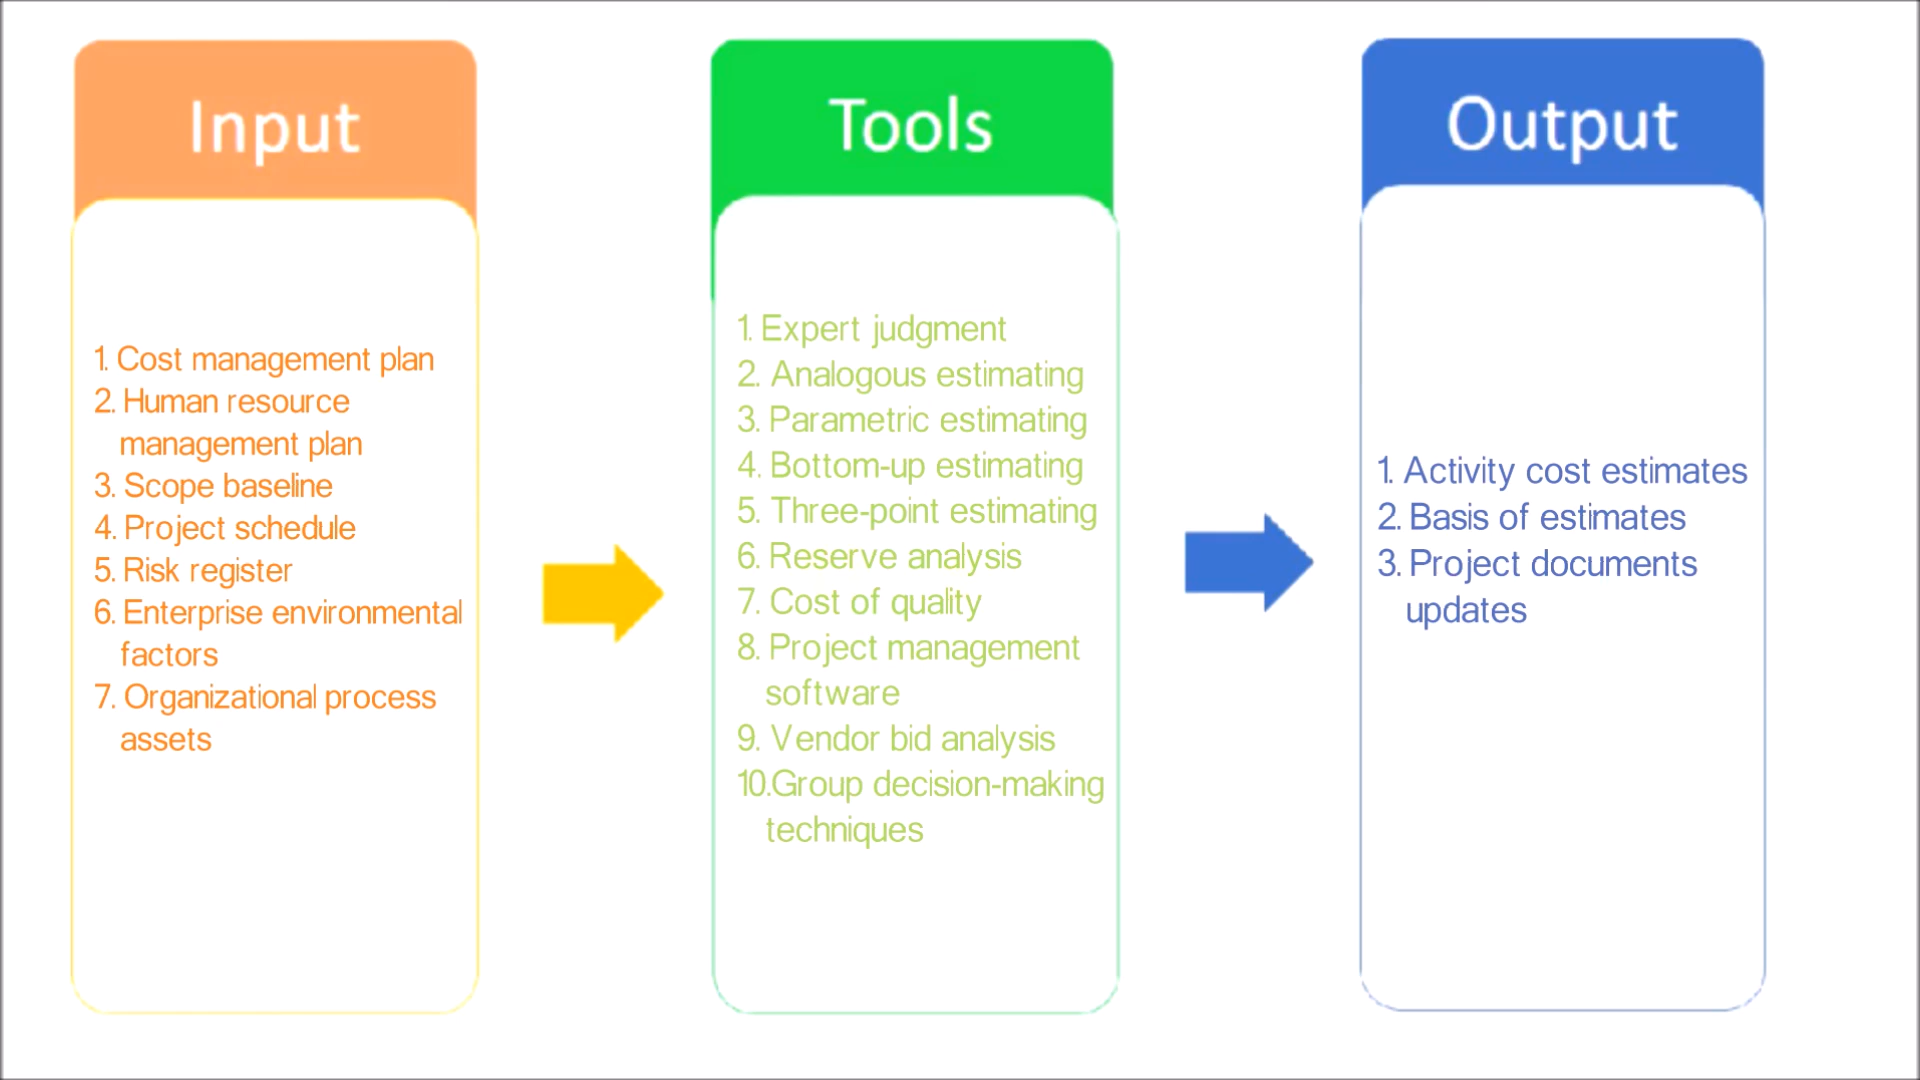 Input
1. Cost management plan
2. Human resource
management plan
3. Scope baseline
4. Project schedule
5. Risk register
6. Enterprise environmental
factors
7. Organizational process
assets
Tools
1. Expert judgment
2. Analogous estimating
3. Parametric estimating
4. Bottom-up estimating
5. Three-point estimating
6. Reserve analysis
7. Cost of quality
8. Project management
software
9. Vendor bid analysis
10.Group decision-making
techniques
Output
1. Activity cost estimates
2. Basis of estimates
3. Project documents
updates